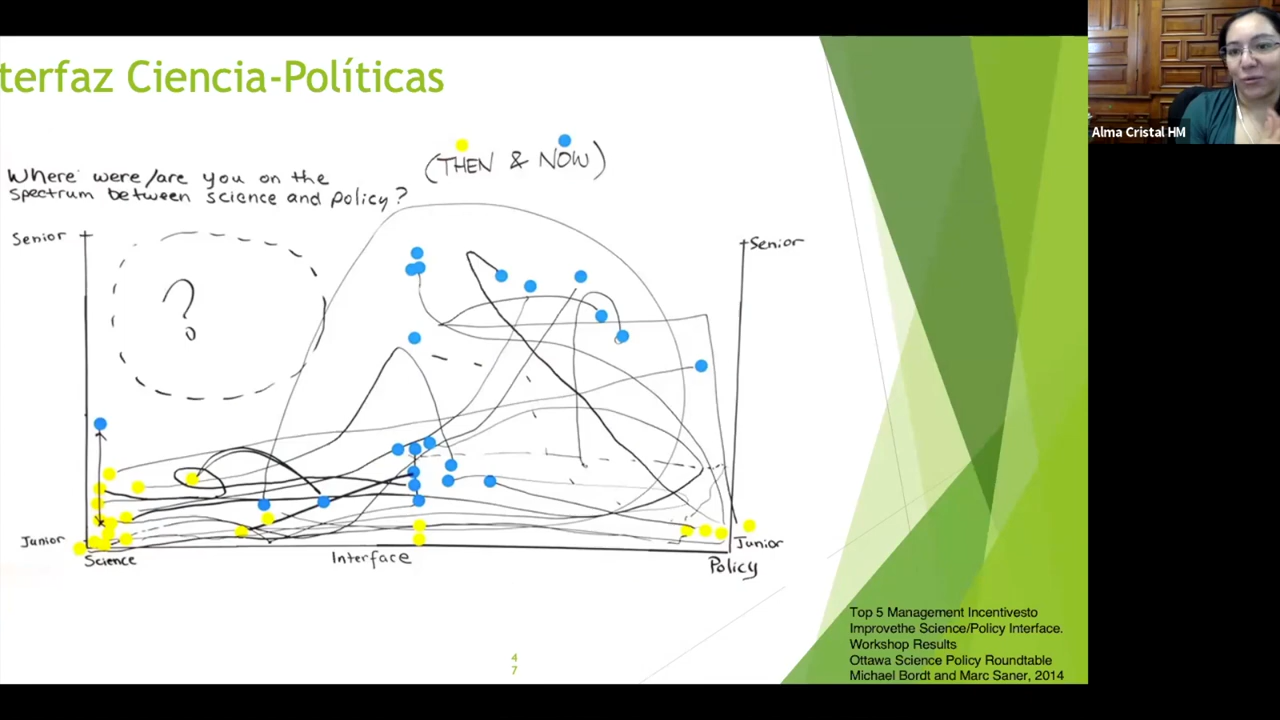 terfaz Ciencia-Políticas
Alma Cristal HM
(THEN & NOW)
Where were/are you on the
spectrum between science and policy?
Senior
Senior
?
Junior
Junior
Science
Interface
Policy
Top 5 Management Incentivesto
Improvethe Science/Policy Interface.
Workshop Results
Ottawa Science Policy Roundtable
Michael Bordt and Marc Saner, 2014
4
7